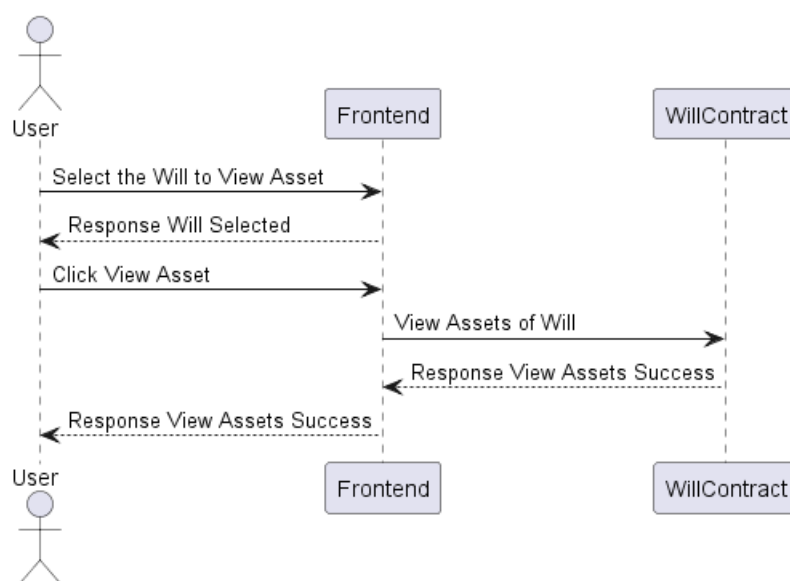 User
Frontend
WillContract
Select the Will to View Asset
Response Will Selected
Click View Asset
View Assets of Will
Response View Assets Success
Response View Assets Success
User
Frontend
WillContract